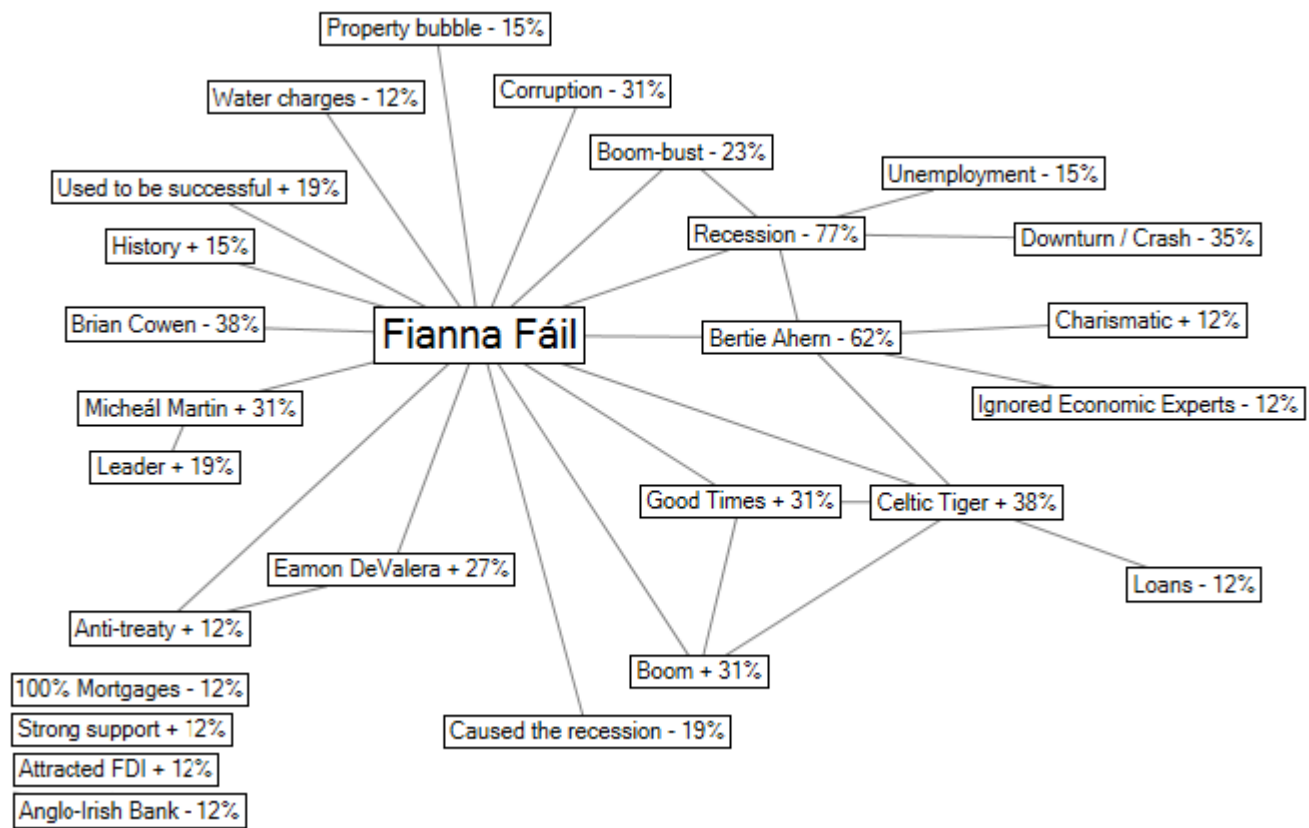 Property bubble - 15%
Water charges - 12%
Corruption - 31%
Boom-bust - 23%
Unemployment - 15%
Used to be successful + 19%
Recession - 77%
Downturn / Crash - 35%
History + 15%
Brian Cowen - 38%
Fianna Fáil
Bertie Ahern - 62%
Charismatic + 12%
Ignored Economic Experts - 12%
Micheál Martin + 31%
Leader + 19%
Good Times + 31%
Celtic Tiger + 38%
Eamon DeValera + 27%
Loans - 12%
Anti-treaty + 12%
Boom + 31%
100% Mortgages - 12%
Strong support + 12%
Caused the recession - 19%
Attracted FDI + 12%
Anglo-Irish Bank - 12%